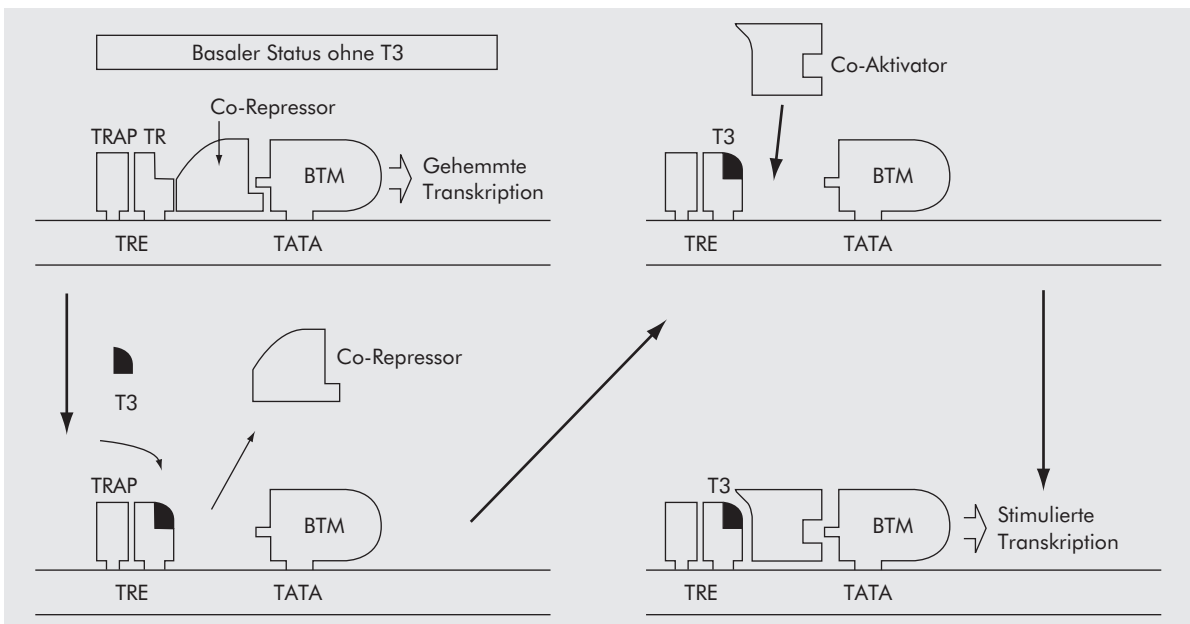 Basaler Status ohne T3
Co-Repressor
TRAP TR
BTM
Gehemmte
Transkription
TRE
TATA
T3
Co-Repressor
TRAP
BTM
TRE
TATA
Co-Aktivator
T3
BTM
TRE
TATA
T3
BTM
Stimulierte
Transkription
TRE
TATA